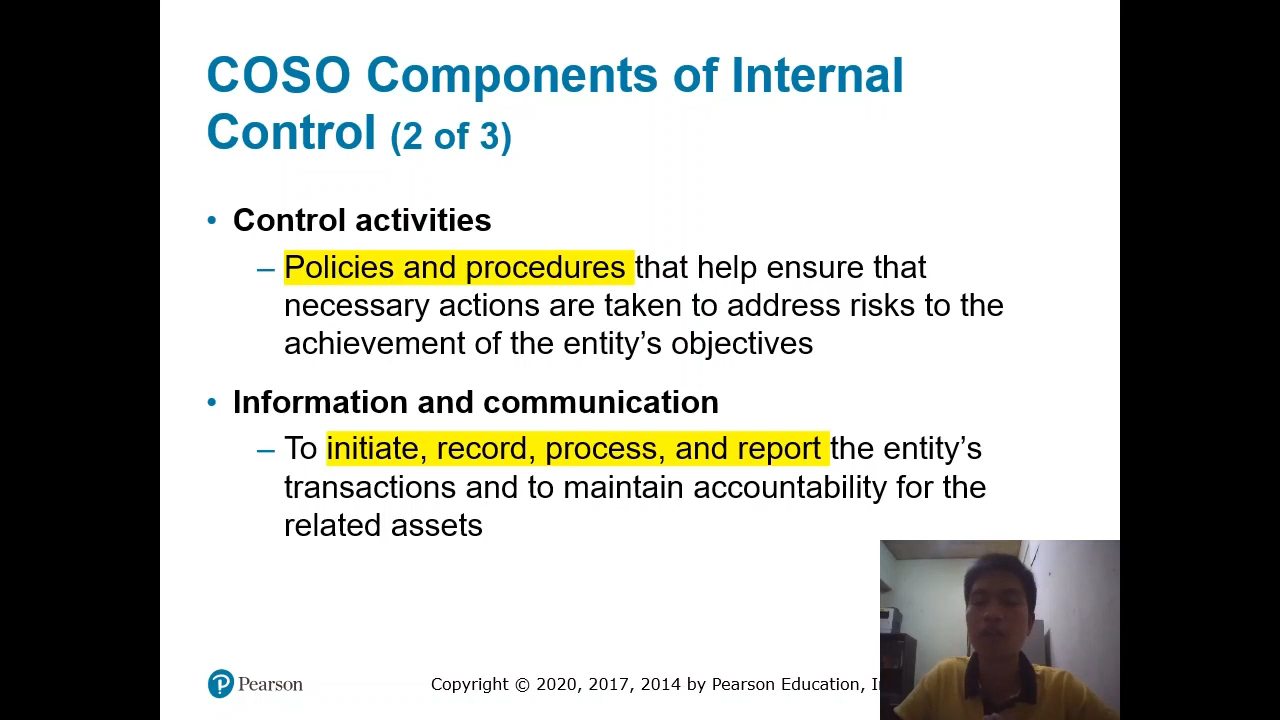 COSO Components of Internal
Control (2 of 3)
• Control activities
– Policies and procedures that help ensure that
necessary actions are taken to address risks to the
achievement of the entity’s objectives
• Information and communication
– To initiate, record, process, and report the entity’s
transactions and to maintain accountability for the
related assets
P Pearson
Copyright © 2020, 2017, 2014 by Pearson Education,